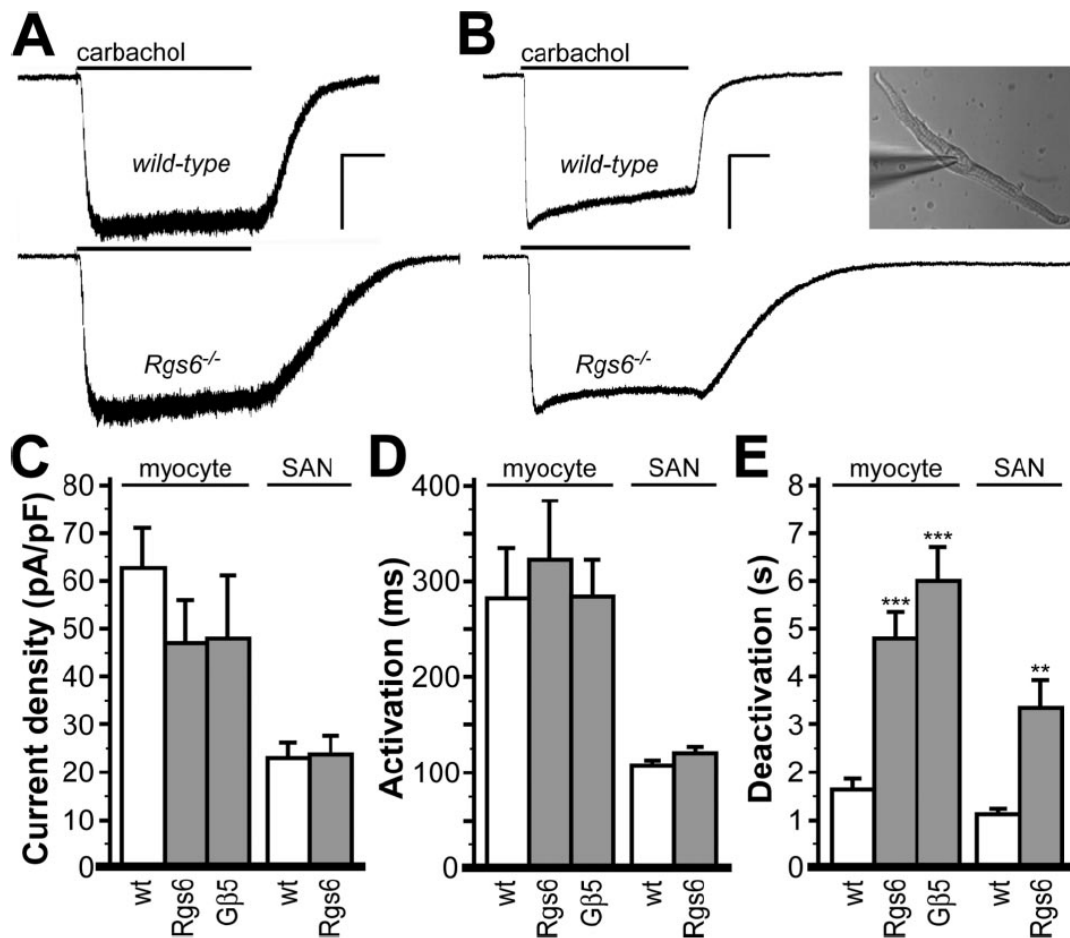 A
B
carbachol
carbachol
wild-type
wild-type
Rgs6-/-
Rgs6-/-
C
D
E
myocyte SAN
myocyte SAN
myocyte SAN
Current density (pA/pF)
80
70
60
50
40
30
20
10
0
wt
Rgs6
Gβ5
wt
Rgs6
Activation (ms)
400
300
200
100
0
wt
Rgs6
Gβ5
wt
Rgs6
Deactivation (s)
8
7
6
5
4
3
2
1
0
***
***
**
wt
Rgs6
Gβ5
wt
Rgs6